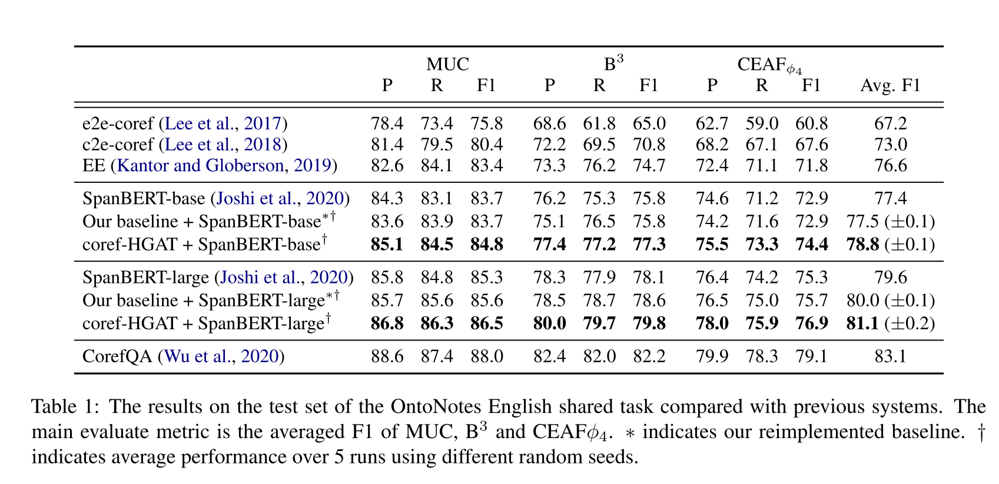 MUC B³ CEAFϕ₄
P R F1 P R F1 P R F1 Avg. F1
e2e-coref (Lee et al., 2017) 78.4 73.4 75.8 68.6 61.8 65.0 62.7 59.0 60.8 67.2
c2e-coref (Lee et al., 2018) 81.4 79.5 80.4 72.2 69.5 70.8 68.2 67.1 67.6 73.0
EE (Kantor and Globerson, 2019) 82.6 84.1 83.4 73.3 76.2 74.7 72.4 71.1 71.8 76.6
SpanBERT-base (Joshi et al., 2020) 84.3 83.1 83.7 76.2 75.3 75.8 74.6 71.2 72.9 77.4
Our baseline + SpanBERT-base*† 83.6 83.9 83.7 75.1 76.5 75.8 74.2 71.6 72.9 77.5 (±0.1)
coref-HGAT + SpanBERT-base† 85.1 84.5 84.8 77.4 77.2 77.3 75.5 73.3 74.4 78.8 (±0.1)
SpanBERT-large (Joshi et al., 2020) 85.8 84.8 85.3 78.3 77.9 78.1 76.4 74.2 75.3 79.6
Our baseline + SpanBERT-large*† 85.7 85.6 85.6 78.5 78.7 78.6 76.5 75.0 75.7 80.0 (±0.1)
coref-HGAT + SpanBERT-large† 86.8 86.3 86.5 80.0 79.7 79.8 78.0 75.9 76.9 81.1 (±0.2)
CorefQA (Wu et al., 2020) 88.6 87.4 88.0 82.4 82.0 82.2 79.9 78.3 79.1 83.1
Table 1: The results on the test set of the OntoNotes English shared task compared with previous systems. The
main evaluate metric is the averaged F1 of MUC, B³ and CEAFϕ₄. * indicates our reimplemented baseline. †
indicates average performance over 5 runs using different random seeds.